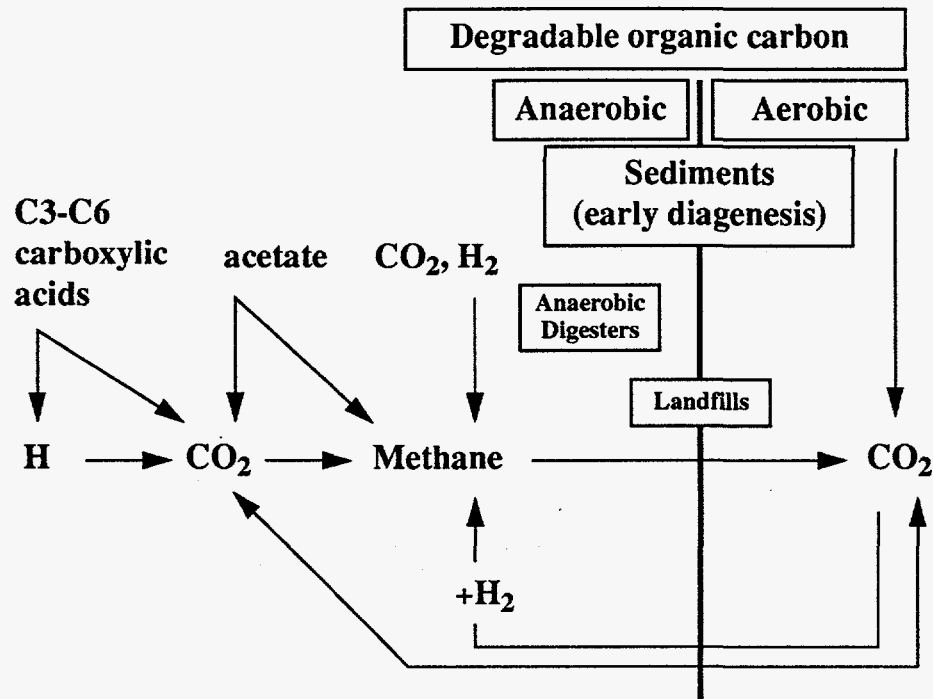 Degradable organic carbon
Anaerobic
Aerobic
Sediments
(early diagenesis)
C3-C6
carboxylic
acids
acetate
CO₂, H₂
Anaerobic
Digesters
Landfills
H
CO₂
Methane
CO₂
+H₂